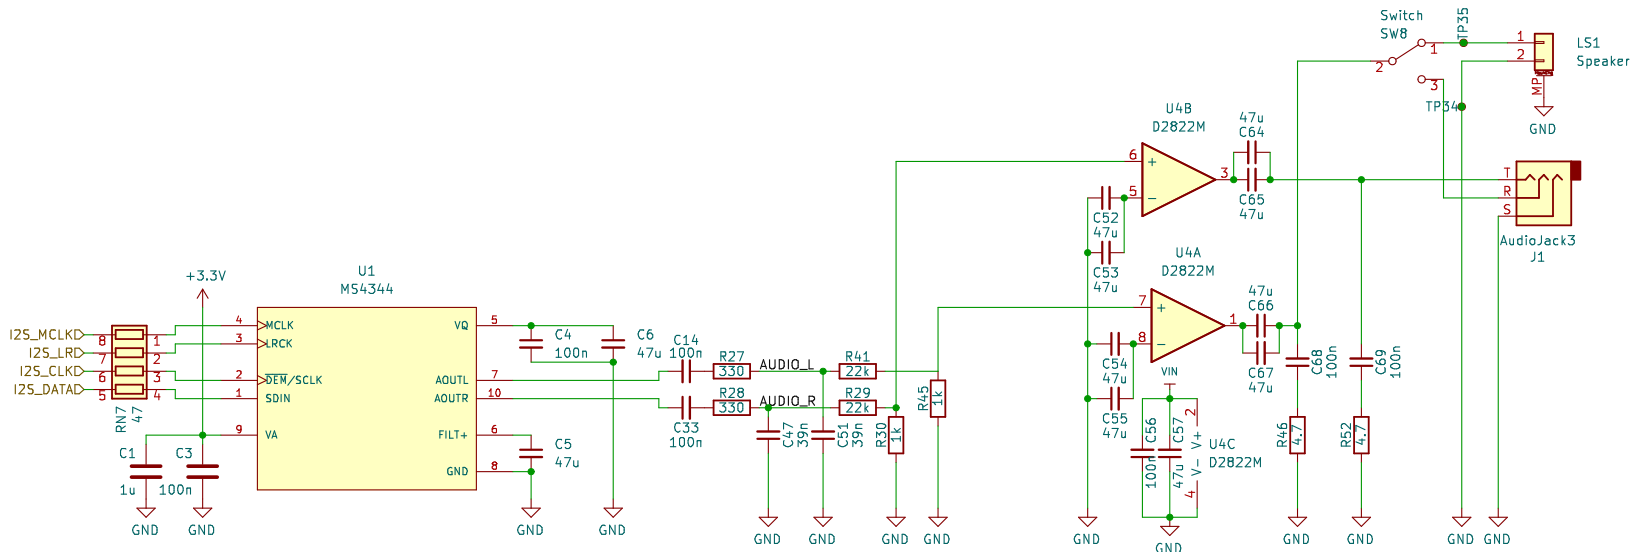 Switch
SW8
TP35
1
2
3
1
2
LS1
Speaker
MP
GND
TP34
U4B
D2822M
47u
C64
6
+
5
−
3
C65
47u
C52
47u
C53
47u
T
R
S
AudioJack3
J1
U4A
D2822M
47u
C66
7
+
8
−
1
C67
47u
C54
47u
C55
47u
VIN
C56
100n
C57
47u
2
V+
V-
4
U4C
D2822M
GND
C68
100n
C69
100n
R46
4.7
R52
4.7
GND
GND
GND
GND
GND
+3.3V
U1
MS4344
I2S_MCLK
I2S_LRD
I2S_CLK
I2S_DATA
8
7
6
5
1
2
3
4
RN7
47
4
MCLK
3
LRCK
2
DEM/SCLK
1
SDIN
9
VA
VQ
5
AOUTL
7
AOUTR
10
FILT+
6
GND
8
C1
1u
C3
100n
GND
GND
C4
100n
C6
47u
C5
47u
GND
GND
C14
100n
C33
100n
R27
330
R28
330
AUDIO_L
AUDIO_R
R41
22k
R29
22k
C47
39n
C51
39n
R30
1k
R45
1k
GND
GND
GND
GND